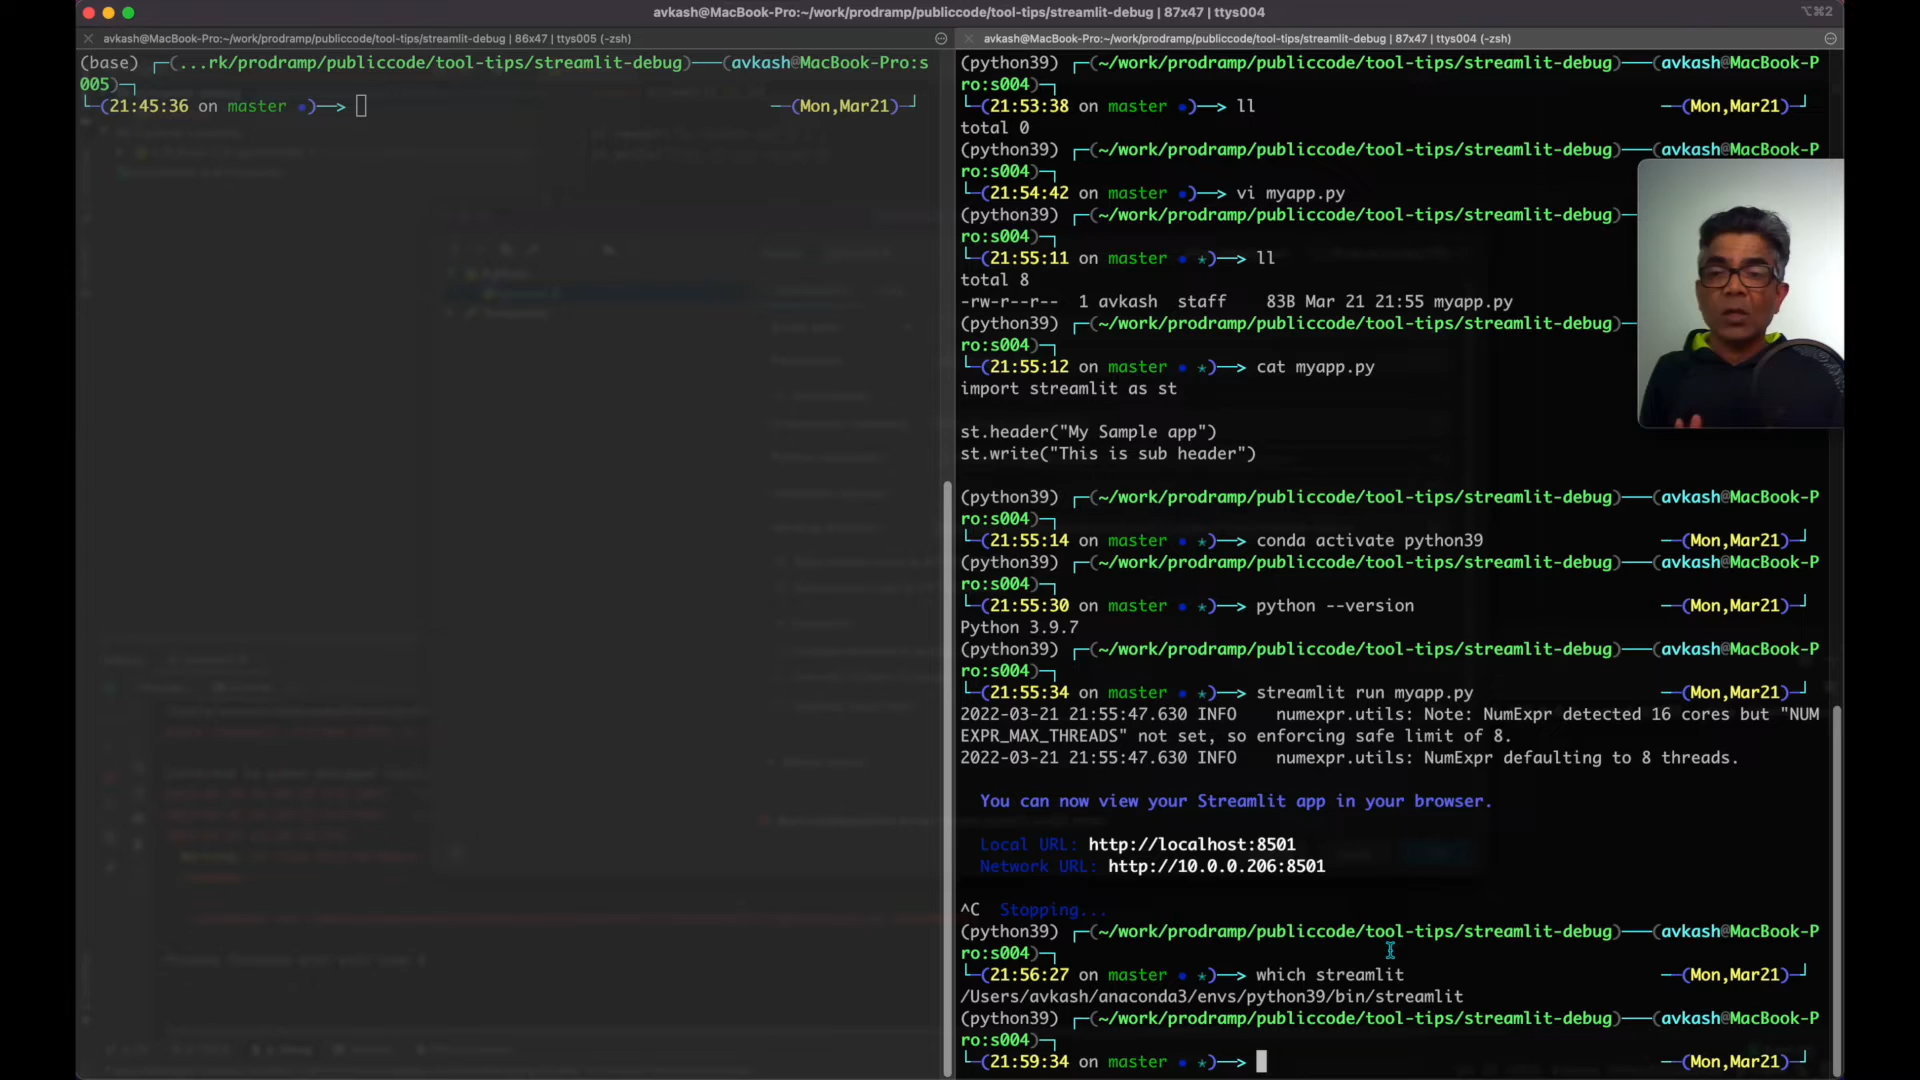 avkash@MacBook-Pro:~/work/prodramp/publiccode/tool-tips/streamlit-debug | 87x47 | ttys004
⌥⌘2
avkash@MacBook-Pro:~/work/prodramp/publiccode/tool-tips/streamlit-debug | 86x47 | ttys005 (-zsh)
(base) ┌─(...rk/prodramp/publiccode/tool-tips/streamlit-debug)──(avkash@MacBook-Pro:s
005)─┐
└─(21:45:36 on master ●)──> ─(Mon,Mar21)─┘
avkash@MacBook-Pro:~/work/prodramp/publiccode/tool-tips/streamlit-debug | 87x47 | ttys004 (-zsh)
(python39) ┌─(~/work/prodramp/publiccode/tool-tips/streamlit-debug)──(avkash@MacBook-P
ro:s004)─┐
└─(21:53:38 on master ●)──> ll ─(Mon,Mar21)─┘
total 0
(python39) ┌─(~/work/prodramp/publiccode/tool-tips/streamlit-debug)──(avkash@MacBook-P
ro:s004)─┐
└─(21:54:42 on master ●)──> vi myapp.py
(python39) ┌─(~/work/prodramp/publiccode/tool-tips/streamlit-debug)─
ro:s004)─┐
└─(21:55:11 on master ● ✶)──> ll
total 8
-rw-r--r-- 1 avkash staff 83B Mar 21 21:55 myapp.py
(python39) ┌─(~/work/prodramp/publiccode/tool-tips/streamlit-debug)─
ro:s004)─┐
└─(21:55:12 on master ● ✶)──> cat myapp.py
import streamlit as st
st.header("My Sample app")
st.write("This is sub header")
(python39) ┌─(~/work/prodramp/publiccode/tool-tips/streamlit-debug)──(avkash@MacBook-P
ro:s004)─┐
└─(21:55:14 on master ● ✶)──> conda activate python39 ─(Mon,Mar21)─┘
(python39) ┌─(~/work/prodramp/publiccode/tool-tips/streamlit-debug)──(avkash@MacBook-P
ro:s004)─┐
└─(21:55:30 on master ● ✶)──> python --version ─(Mon,Mar21)─┘
Python 3.9.7
(python39) ┌─(~/work/prodramp/publiccode/tool-tips/streamlit-debug)──(avkash@MacBook-P
ro:s004)─┐
└─(21:55:34 on master ● ✶)──> streamlit run myapp.py ─(Mon,Mar21)─┘
2022-03-21 21:55:47.630 INFO    numexpr.utils: Note: NumExpr detected 16 cores but "NUM
EXPR_MAX_THREADS" not set, so enforcing safe limit of 8.
2022-03-21 21:55:47.630 INFO    numexpr.utils: NumExpr defaulting to 8 threads.
You can now view your Streamlit app in your browser.
Local URL: http://localhost:8501
Network URL: http://10.0.0.206:8501
^C  Stopping...
(python39) ┌─(~/work/prodramp/publiccode/tool-tips/streamlit-debug)──(avkash@MacBook-P
ro:s004)─┐
└─(21:56:27 on master ● ✶)──> which streamlit ─(Mon,Mar21)─┘
/Users/avkash/anaconda3/envs/python39/bin/streamlit
(python39) ┌─(~/work/prodramp/publiccode/tool-tips/streamlit-debug)──(avkash@MacBook-P
ro:s004)─┐
└─(21:59:34 on master ● ✶)──> ─(Mon,Mar21)─┘